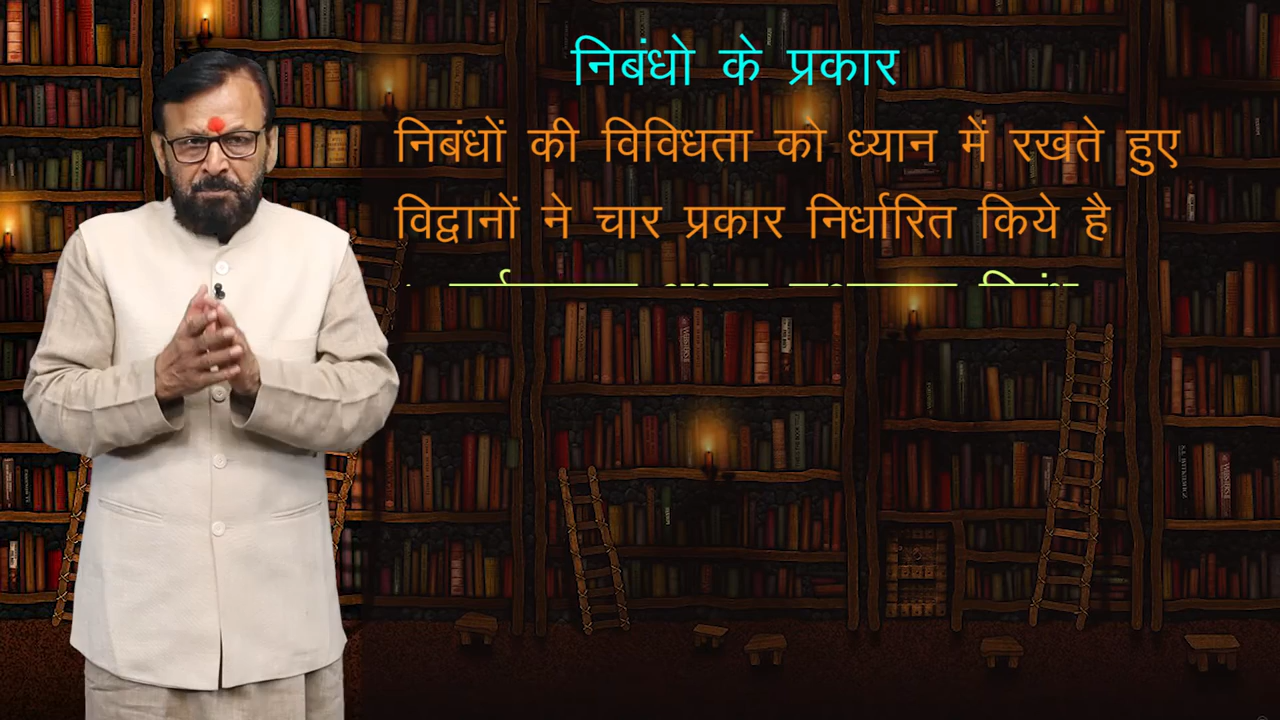 निबंधो के प्रकार
निबंधों की विविधता को ध्यान में रखते हुए
विद्वानों ने चार प्रकार निर्धारित किये है